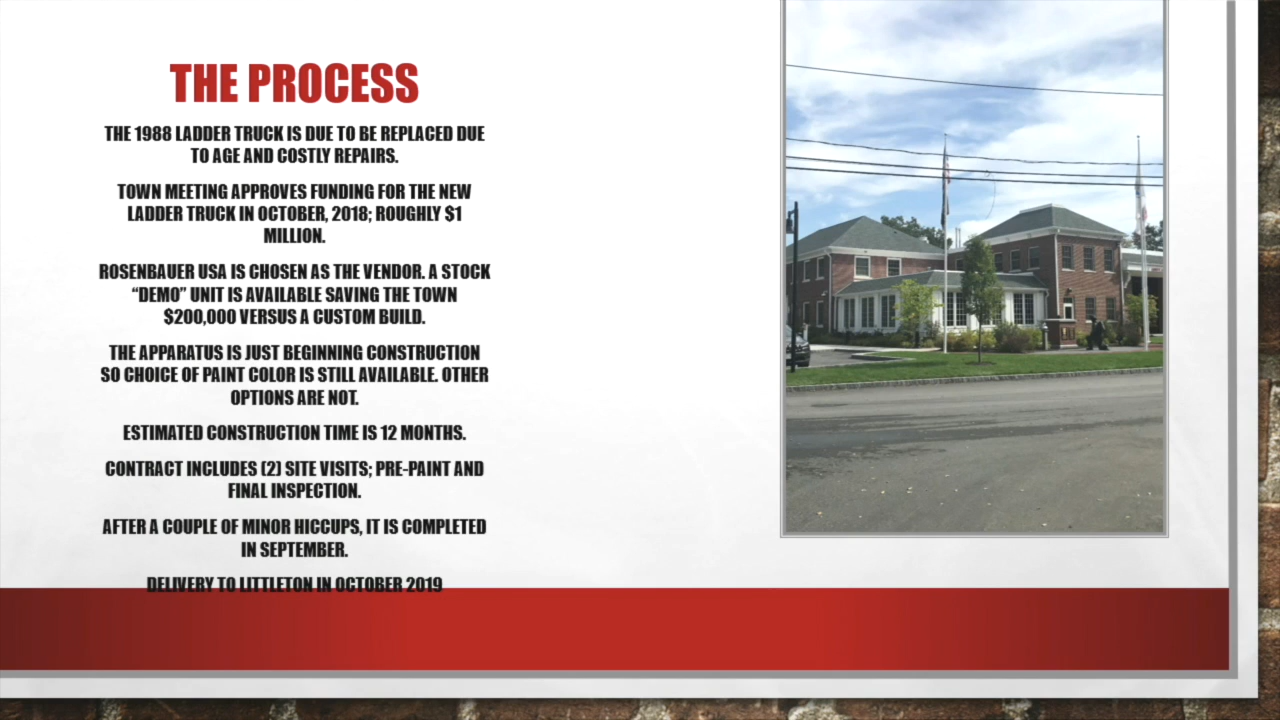 THE PROCESS
THE 1988 LADDER TRUCK IS DUE TO BE REPLACED DUE
TO AGE AND COSTLY REPAIRS.
TOWN MEETING APPROVES FUNDING FOR THE NEW
LADDER TRUCK IN OCTOBER, 2018; ROUGHLY $1
MILLION.
ROSENBAUER USA IS CHOSEN AS THE VENDOR. A STOCK
“DEMO” UNIT IS AVAILABLE SAVING THE TOWN
$200,000 VERSUS A CUSTOM BUILD.
THE APPARATUS IS JUST BEGINNING CONSTRUCTION
SO CHOICE OF PAINT COLOR IS STILL AVAILABLE. OTHER
OPTIONS ARE NOT.
ESTIMATED CONSTRUCTION TIME IS 12 MONTHS.
CONTRACT INCLUDES (2) SITE VISITS; PRE-PAINT AND
FINAL INSPECTION.
AFTER A COUPLE OF MINOR HICCUPS, IT IS COMPLETED
IN SEPTEMBER.
DELIVERY TO LITTLETON IN OCTOBER 2019